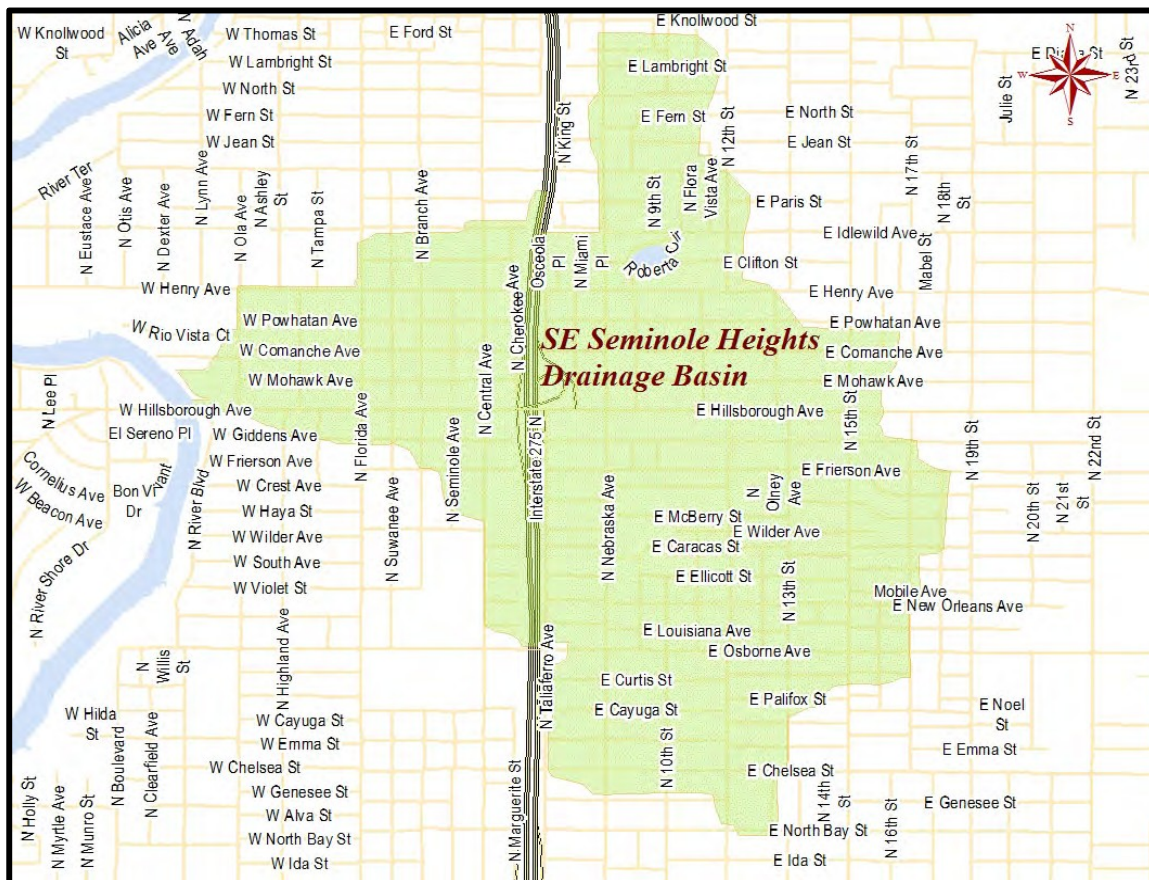 E Knollwood St
W Knollwood
St
Alicia
Ave
Ave
N Adah
W Thomas St
E Ford St
W Lambright St
E Lambright St
N
W
E
S
N 23rd St
Julie St
W North St
W Fern St
E Fern St
E North St
W Jean St
E Jean St
N King St
N 12th St
River Ter
N Eustace Ave
N Otis Ave
N Dexter Ave
N Lynn Ave
N Ola Ave
N Ashley
St
N Tampa St
N Branch Ave
N 9th St
N Flora
Vista Ave
N 17th St
N 18th
St
E Paris St
E Idlewild Ave
Mabel St
Osceola
Pl
N Miami
Pl
Roberta Cir
E Clifton St
W Henry Ave
E Henry Ave
N Cherokee Ave
W Rio Vista Ct
W Powhatan Ave
E Powhatan Ave
SE Seminole Heights
Drainage Basin
W Comanche Ave
E Comanche Ave
W Mohawk Ave
E Mohawk Ave
N Lee Pl
N Central Ave
W Hillsborough Ave
E Hillsborough Ave
N 15th St
El Sereno Pl
W Giddens Ave
N Florida Ave
N Seminole Ave
Interstate 275 N
N 19th St
N 22nd St
W Frierson Ave
E Frierson Ave
Cornelius Ave
W Beacon Ave
Bon Vivant
Dr
N River Blvd
W Crest Ave
N
Olney
Ave
N Suwanee Ave
N Nebraska Ave
W Haya St
E McBerry St
N 20th St
N 21st
St
W Wilder Ave
E Wilder Ave
E Caracas St
W South Ave
E Ellicott St
N River Shore Dr
W Violet St
N 13th St
Mobile Ave
E New Orleans Ave
E Louisiana Ave
E Osborne Ave
N
Willis
St
N Highland Ave
N Taliaferro Ave
E Curtis St
E Palifox St
E Noel
St
W Hilda
St
W Cayuga St
E Cayuga St
N Boulevard
N Clearfield Ave
W Emma St
E Emma St
N 10th St
W Chelsea St
E Chelsea St
N Holly St
N Myrtle Ave
N Munro St
W Genesee St
E Genesee St
N Marguerite St
N 14th
St
N 16th St
W Alva St
W North Bay St
E North Bay St
W Ida St
E Ida St